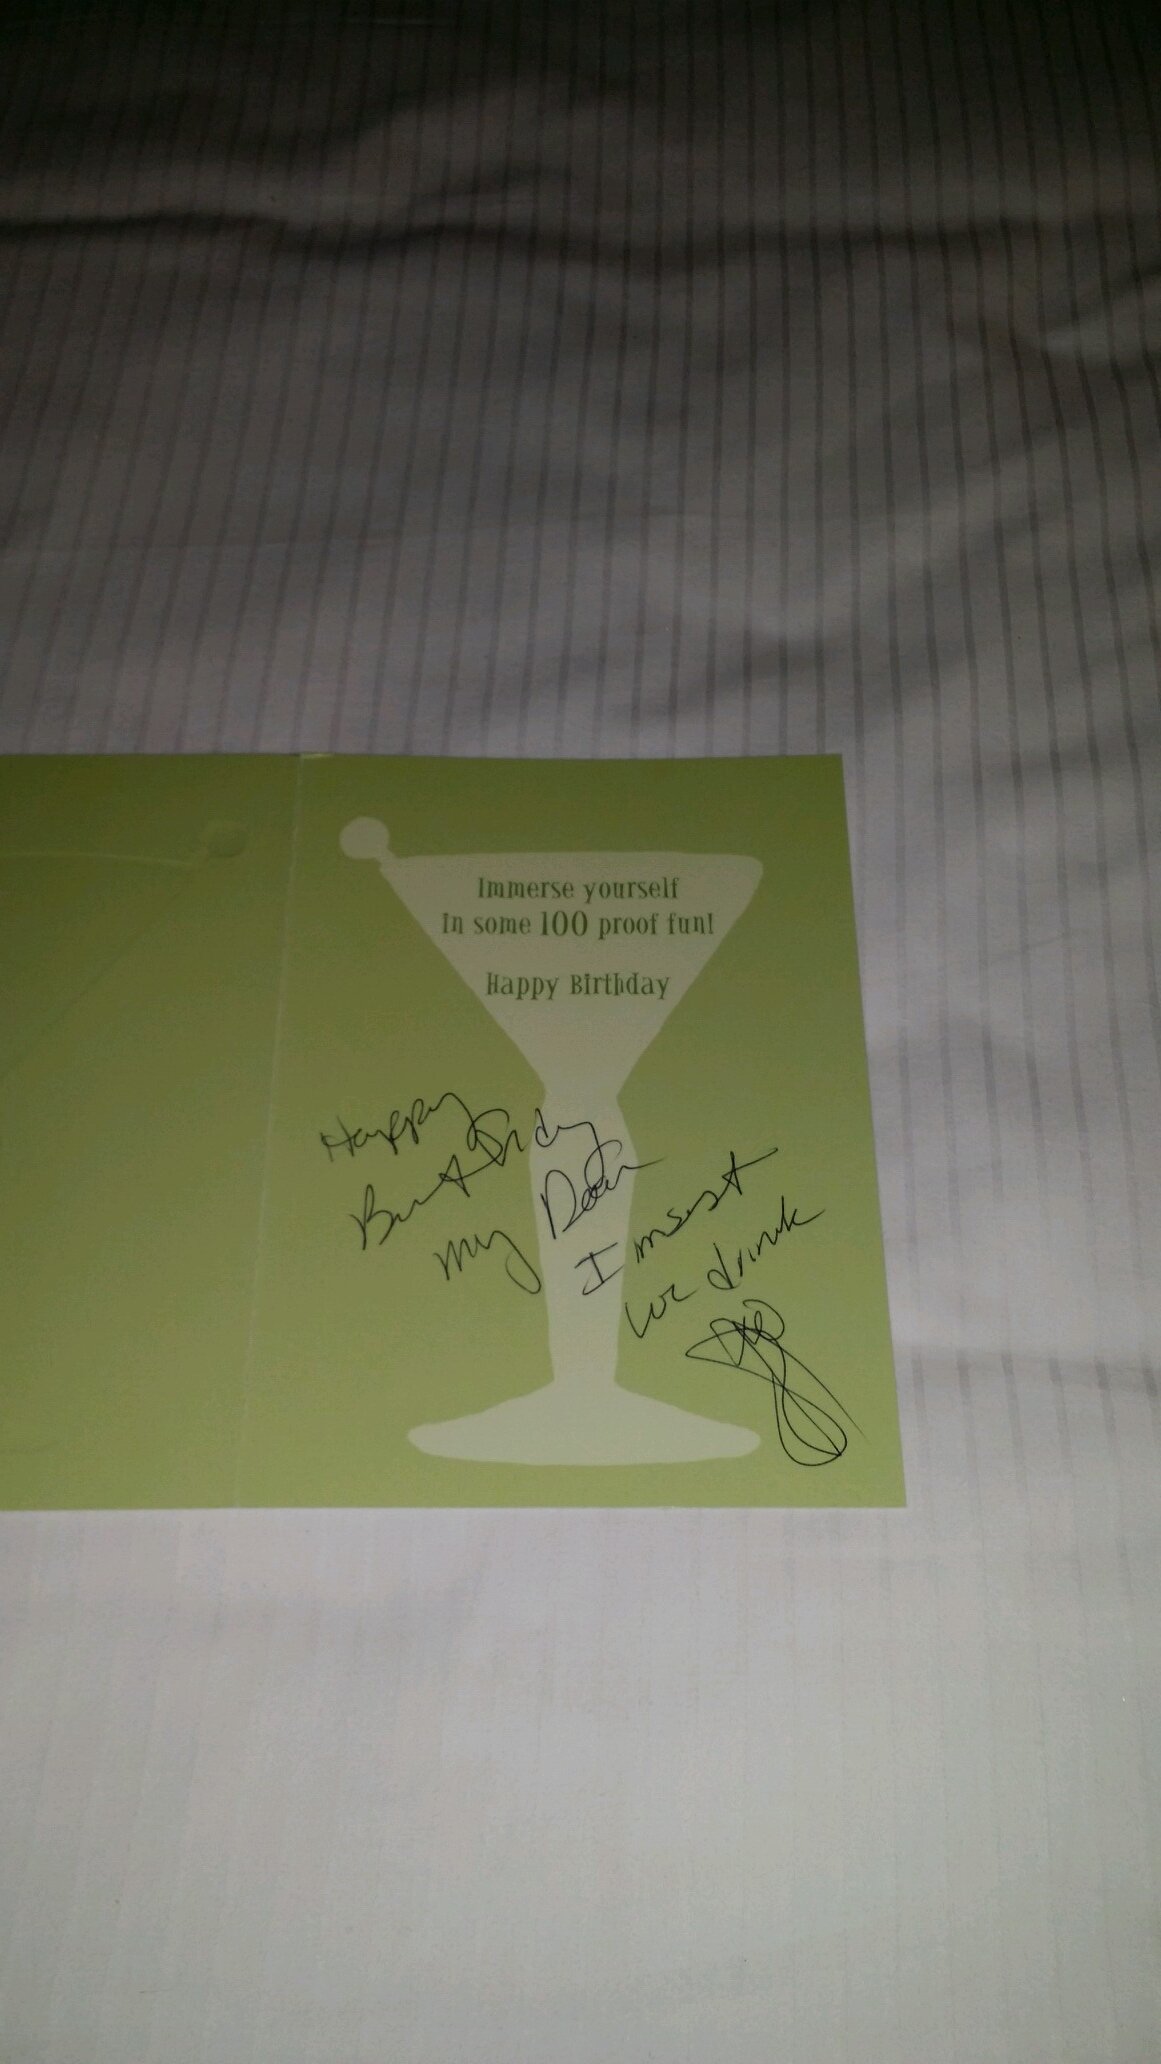 Immerse yourself
In some 100 proof fun!
Happy Birthday
Happy
Birthday
my Dear
I insist
we drink